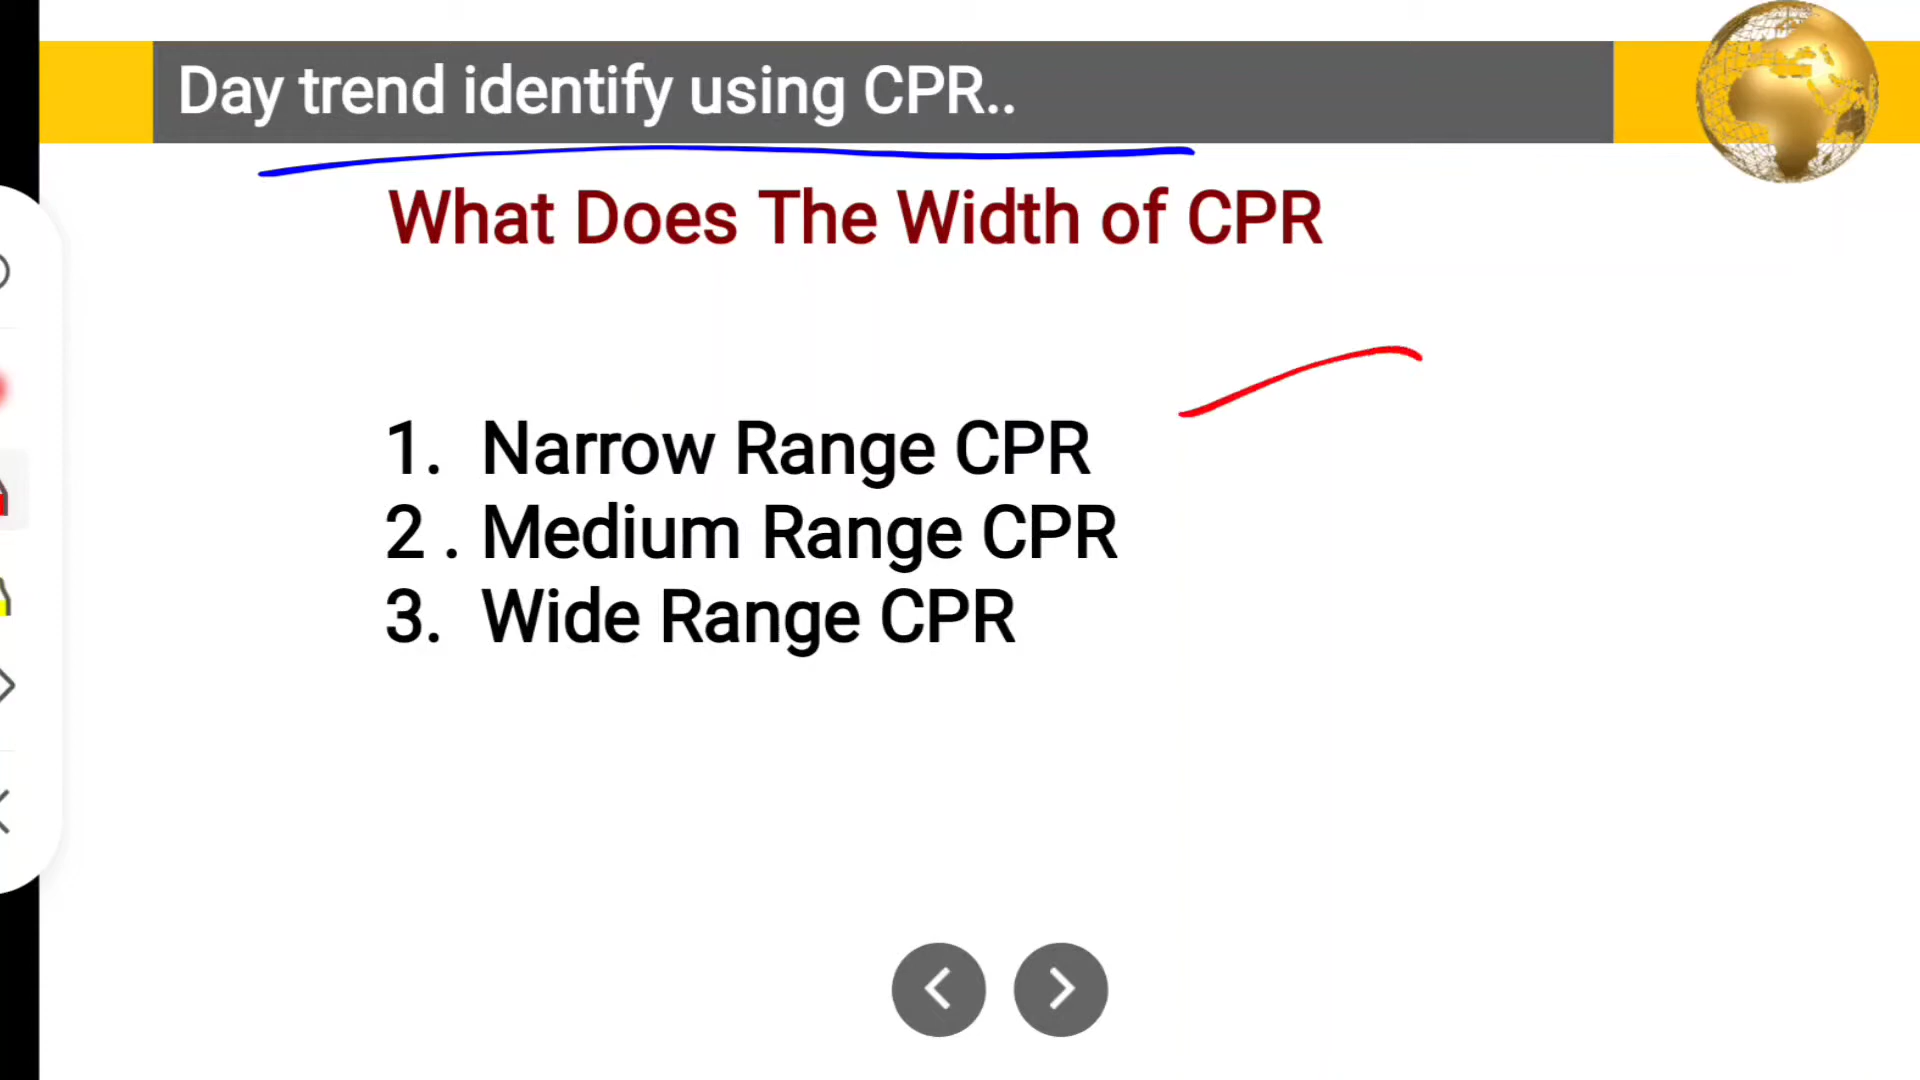 Day trend identify using CPR..
What Does The Width of CPR
1. Narrow Range CPR
2 . Medium Range CPR
3. Wide Range CPR